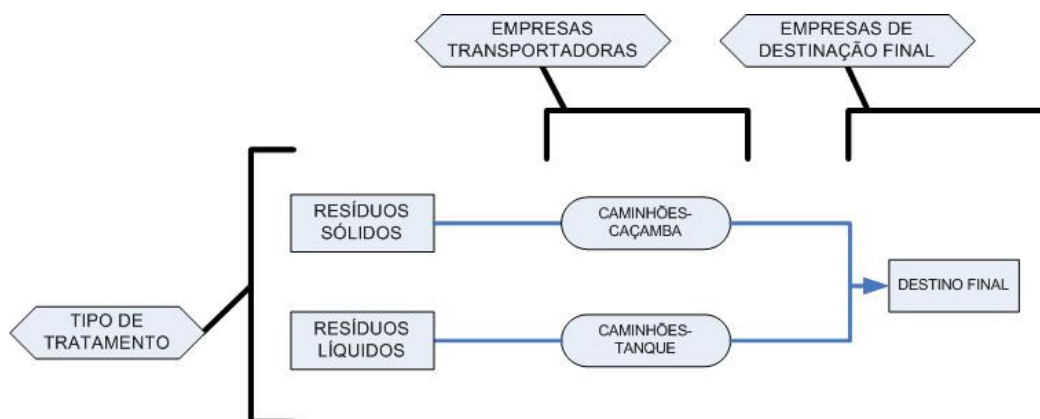 EMPRESAS
TRANSPORTADORAS
EMPRESAS DE
DESTINAÇÃO FINAL
RESÍDUOS
SÓLIDOS
CAMINHÕES-
CAÇAMBA
DESTINO FINAL
TIPO DE
TRATAMENTO
RESÍDUOS
LÍQUIDOS
CAMINHÕES-
TANQUE